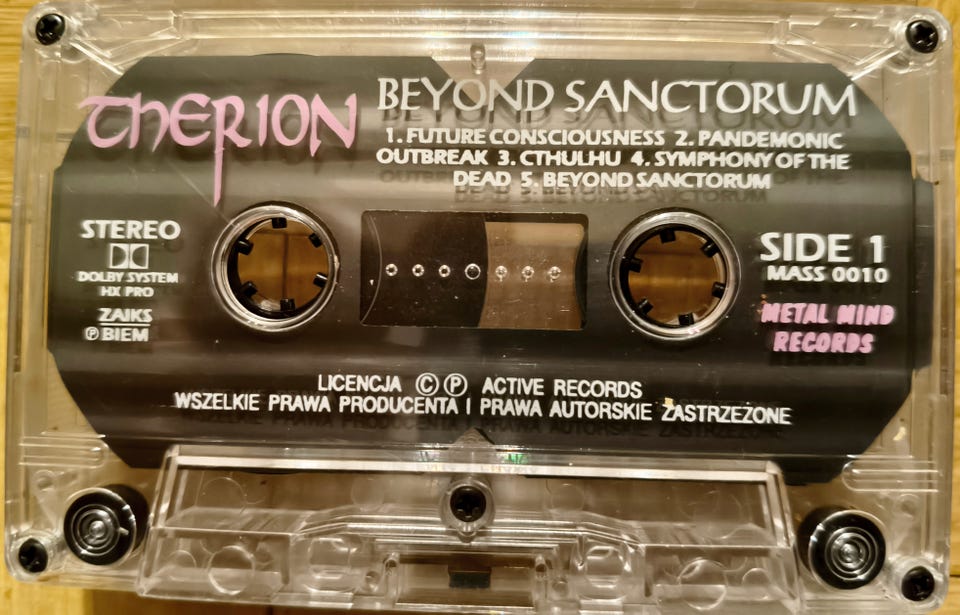 THERION
BEYOND SANCTORUM
1. FUTURE CONSCIOUSNESS 2. PANDEMONIC
OUTBREAK 3. CTHULHU 4. SYMPHONY OF THE
DEAD 5. BEYOND SANCTORUM
STEREO
DOLBY SYSTEM
HX PRO
ZAIKS
Ⓟ BIEM
SIDE 1
MASS 0010
METAL MIND
RECORDS
LICENCJA © Ⓟ ACTIVE RECORDS
WSZELKIE PRAWA PRODUCENTA I PRAWA AUTORSKIE ZASTRZEZONE